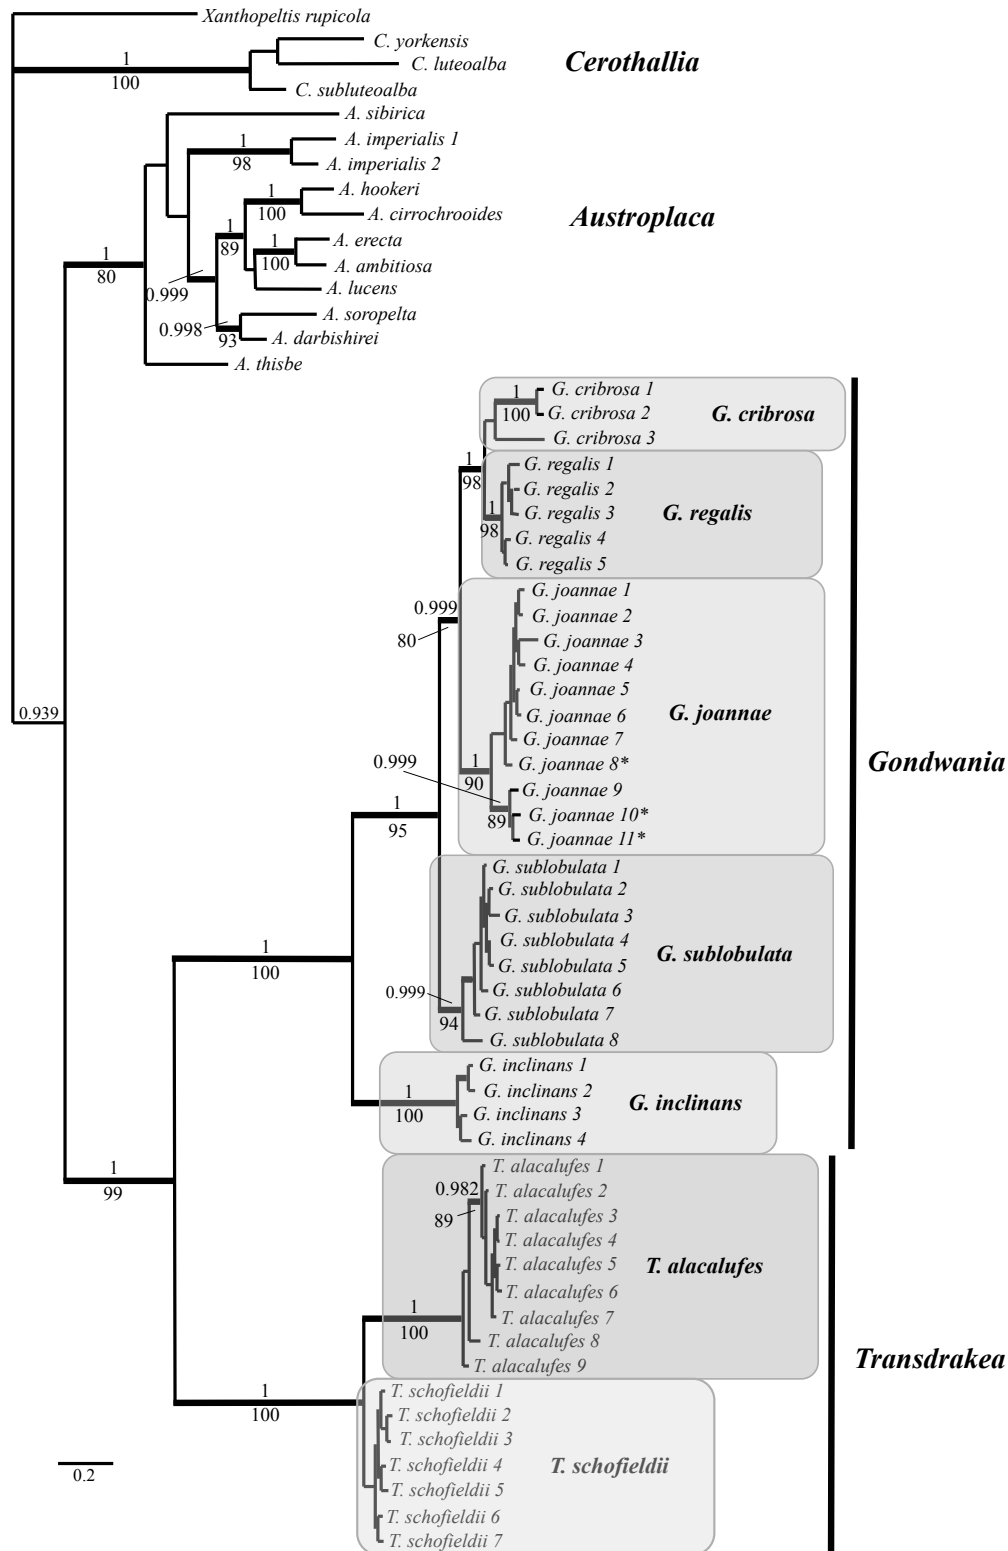 Xanthopeltis rupicola
C. yorkensis
1
Cerothallia
C. luteoalba
100
C. subluteoalba
A. sibirica
1
A. imperialis 1
98
A. imperialis 2
1
A. hookeri
100
A. cirrochrooides
Austroplaca
1
89
1
A. erecta
100
A. ambitiosa
1
80
0.999
A. lucens
A. soropelta
0.998
93
A. darbishirei
A. thisbe
1
G. cribrosa 1
100
G. cribrosa 2
G. cribrosa
G. cribrosa 3
1
98
G. regalis 1
G. regalis 2
1
G. regalis 3
G. regalis
98
G. regalis 4
G. regalis 5
G. joannae 1
0.999
G. joannae 2
80
G. joannae 3
G. joannae 4
G. joannae 5
0.939
G. joannae 6
G. joannae
G. joannae 7
1
0.999
G. joannae 8*
Gondwania
90
G. joannae 9
1
95
89
G. joannae 10*
G. joannae 11*
G. sublobulata 1
G. sublobulata 2
G. sublobulata 3
1
100
G. sublobulata 4
G. sublobulata
G. sublobulata 5
0.999
G. sublobulata 6
94
G. sublobulata 7
G. sublobulata 8
G. inclinans 1
1
G. inclinans 2
100
G. inclinans 3
G. inclinans
G. inclinans 4
1
99
T. alacalufes 1
0.982
T. alacalufes 2
89
T. alacalufes 3
T. alacalufes 4
T. alacalufes 5
T. alacalufes
T. alacalufes 6
1
100
T. alacalufes 7
T. alacalufes 8
T. alacalufes 9
Transdrakea
1
100
T. schofieldii 1
T. schofieldii 2
T. schofieldii 3
T. schofieldii 4
T. schofieldii
T. schofieldii 5
T. schofieldii 6
T. schofieldii 7
0.2